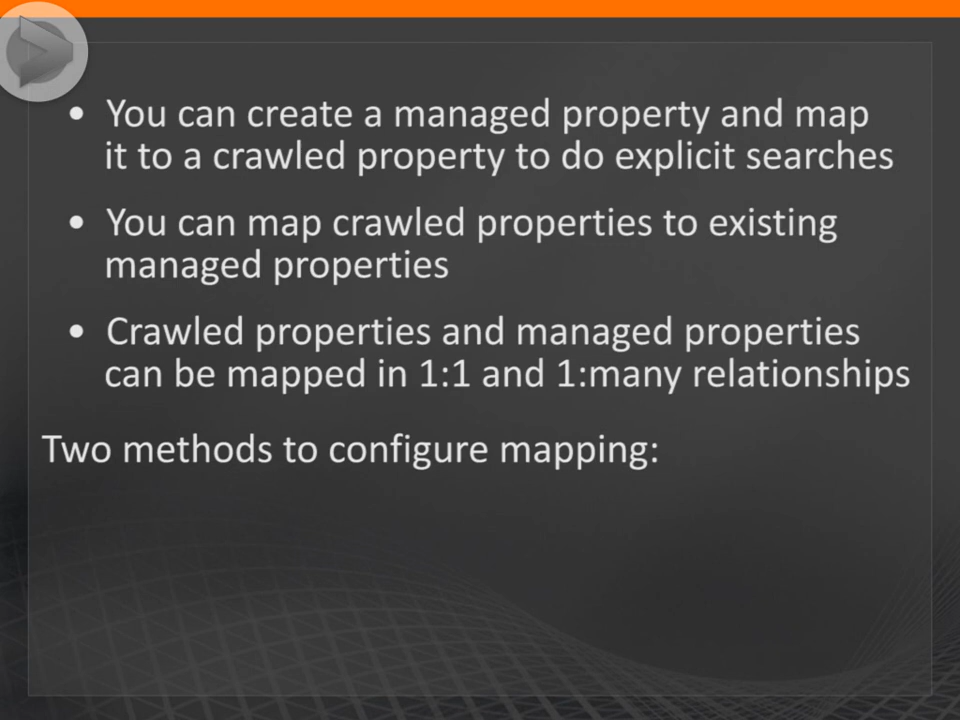 • You can create a managed property and map
it to a crawled property to do explicit searches
• You can map crawled properties to existing
managed properties
• Crawled properties and managed properties
can be mapped in 1:1 and 1:many relationships
Two methods to configure mapping: